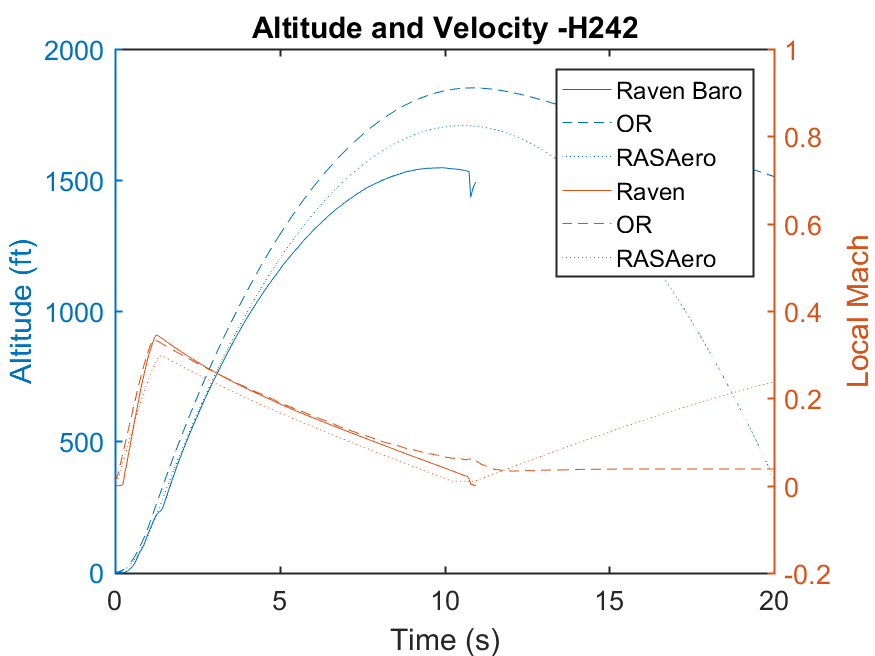 Altitude and Velocity -H242
2000
1500
1000
500
0
Altitude (ft)
1
0.8
0.6
0.4
0.2
0
-0.2
Local Mach
Raven Baro
OR
RASAero
Raven
OR
RASAero
0
5
10
15
20
Time (s)